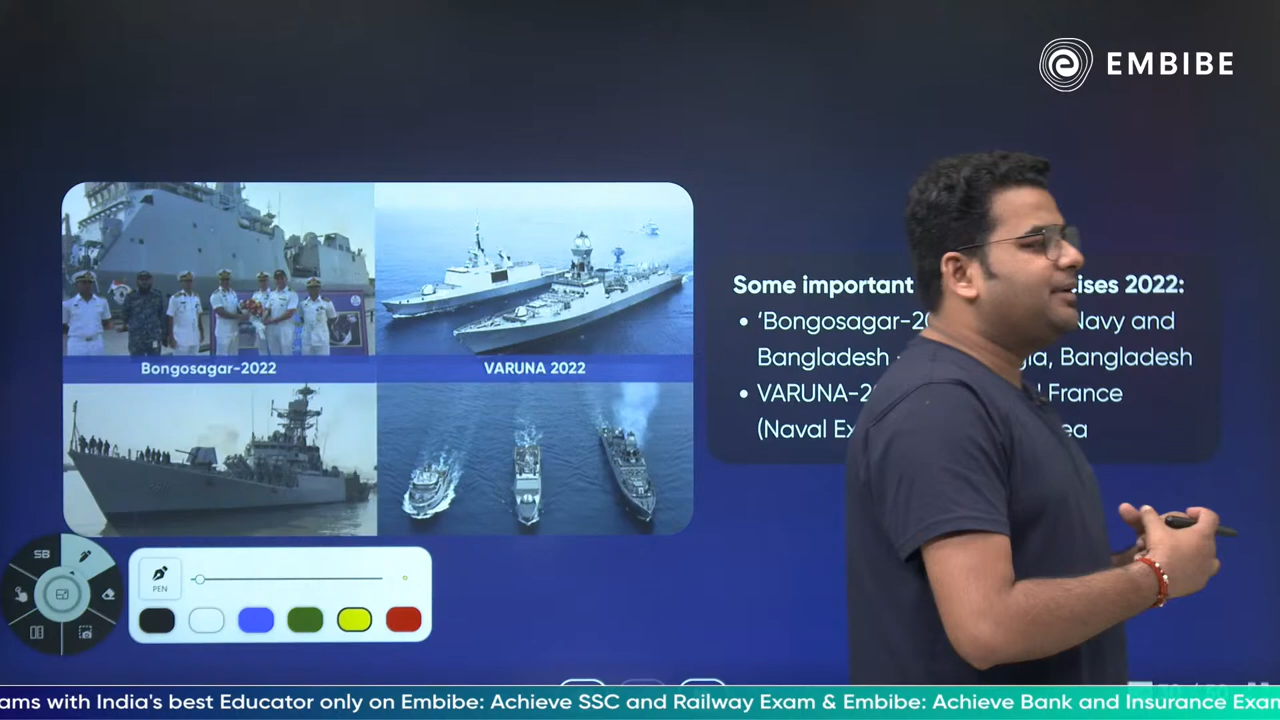 EMBIBE
Some important ises 2022:
• ‘Bongosagar-20 Navy and
Bangladesh - gla, Bangladesh
• VARUNA-2 France
(Naval Ex ea
Bongosagar-2022
VARUNA 2022
SB
PEN
ams with India's best Educator only on Embibe: Achieve SSC and Railway Exam & Embibe: Achieve Bank and Insurance Exam